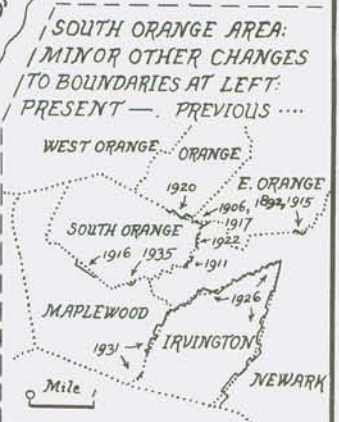 SOUTH ORANGE AREA:
MINOR OTHER CHANGES
TO BOUNDARIES AT LEFT:
PRESENT —. PREVIOUS ····
WEST ORANGE
ORANGE
1920
E. ORANGE
1906, 1892, 1915
1917
SOUTH ORANGE
1922
1916
1935
1911
1926
MAPLEWOOD
1931
IRVINGTON
NEWARK
Mile